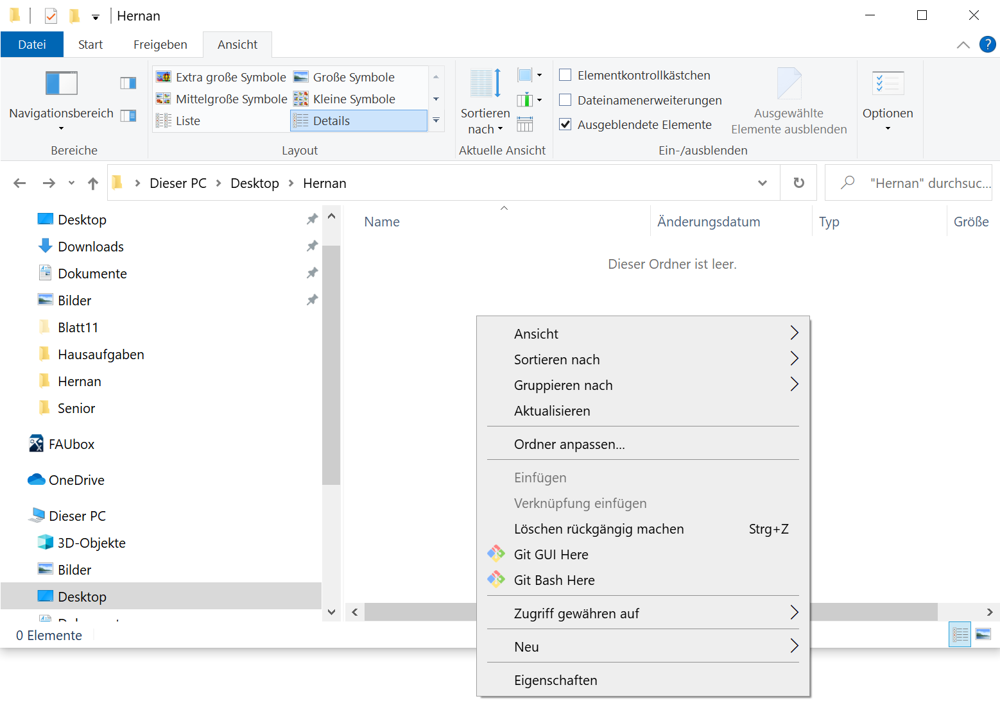 Hernan
Datei Start Freigeben Ansicht
Extra große Symbole Große Symbole
Mittelgroße Symbole Kleine Symbole
Liste Details
Navigationsbereich
Bereiche
Layout
Sortieren
nach
Aktuelle Ansicht
Elementkontrollkästchen
Dateinamenerweiterungen
Ausgeblendete Elemente
Ausgewählte
Elemente ausblenden
Ein-/ausblenden
Optionen
Dieser PC Desktop Hernan
"Hernan" durchsuc...
Desktop
Downloads
Dokumente
Bilder
Blatt11
Hausaufgaben
Hernan
Senior
FAUbox
OneDrive
Dieser PC
3D-Objekte
Bilder
Desktop
Name Änderungsdatum Typ Größe
Dieser Ordner ist leer.
Ansicht
Sortieren nach
Gruppieren nach
Aktualisieren
Ordner anpassen...
Einfügen
Verknüpfung einfügen
Löschen rückgängig machen Strg+Z
Git GUI Here
Git Bash Here
Zugriff gewähren auf
Neu
Eigenschaften
0 Elemente